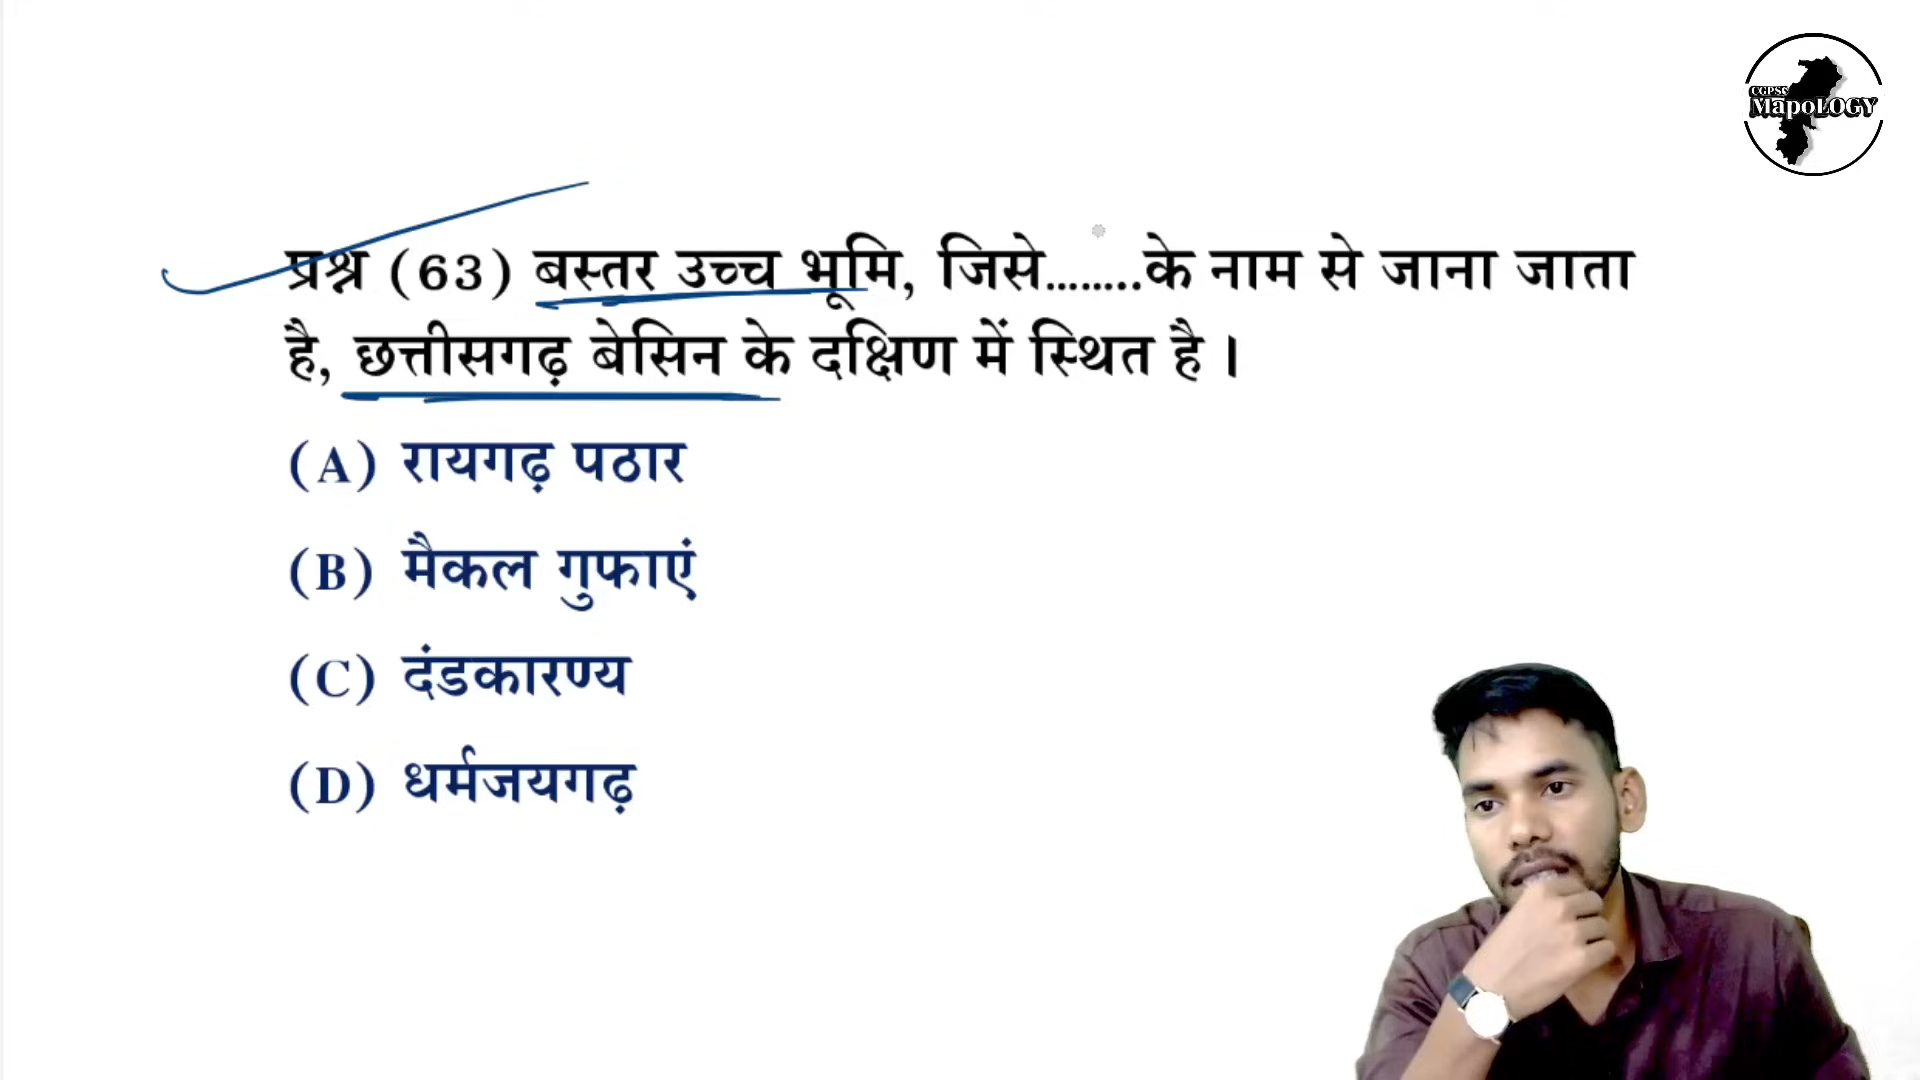 CGPSC
MapoLOGY
प्रश्न (63) बस्तर उच्च भूमि, जिसे........के नाम से जाना जाता
है, छत्तीसगढ़ बेसिन के दक्षिण में स्थित है।
(A) रायगढ़ पठार
(B) मैकल गुफाएं
(C) दंडकारण्य
(D) धर्मजयगढ़